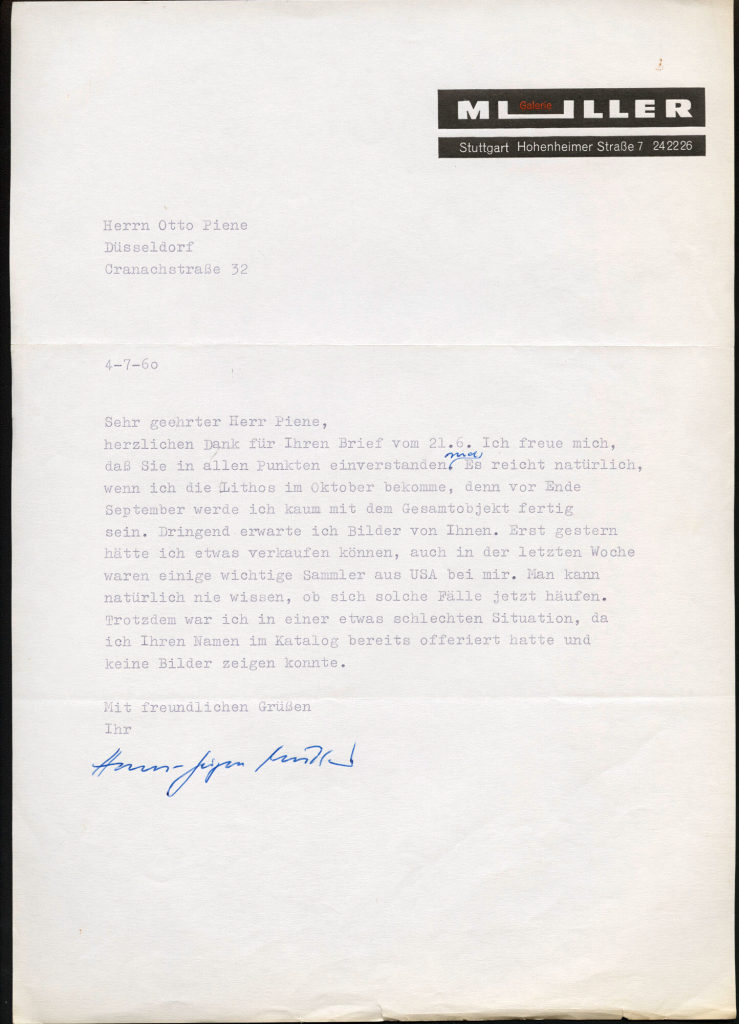 MÜLLER
Galerie
Stuttgart Hohenheimer Straße 7 242226
Herrn Otto Piene
Düsseldorf
Cranachstraße 32
4-7-60
Sehr geehrter Herr Piene,
herzlichen Dank für Ihren Brief vom 21.6. Ich freue mich,
daß Sie in allen Punkten einverstanden sind. Es reicht natürlich,
wenn ich die Lithos im Oktober bekomme, denn vor Ende
September werde ich kaum mit dem Gesamtobjekt fertig
sein. Dringend erwarte ich Bilder von Ihnen. Erst gestern
hätte ich etwas verkaufen können, auch in der letzten Woche
waren einige wichtige Sammler aus USA bei mir. Man kann
natürlich nie wissen, ob sich solche Fälle jetzt häufen.
Trotzdem war ich in einer etwas schlechten Situation, da
ich Ihren Namen im Katalog bereits offeriert hatte und
keine Bilder zeigen konnte.
Mit freundlichen Grüßen
Ihr
Hans-Jürgen Müller